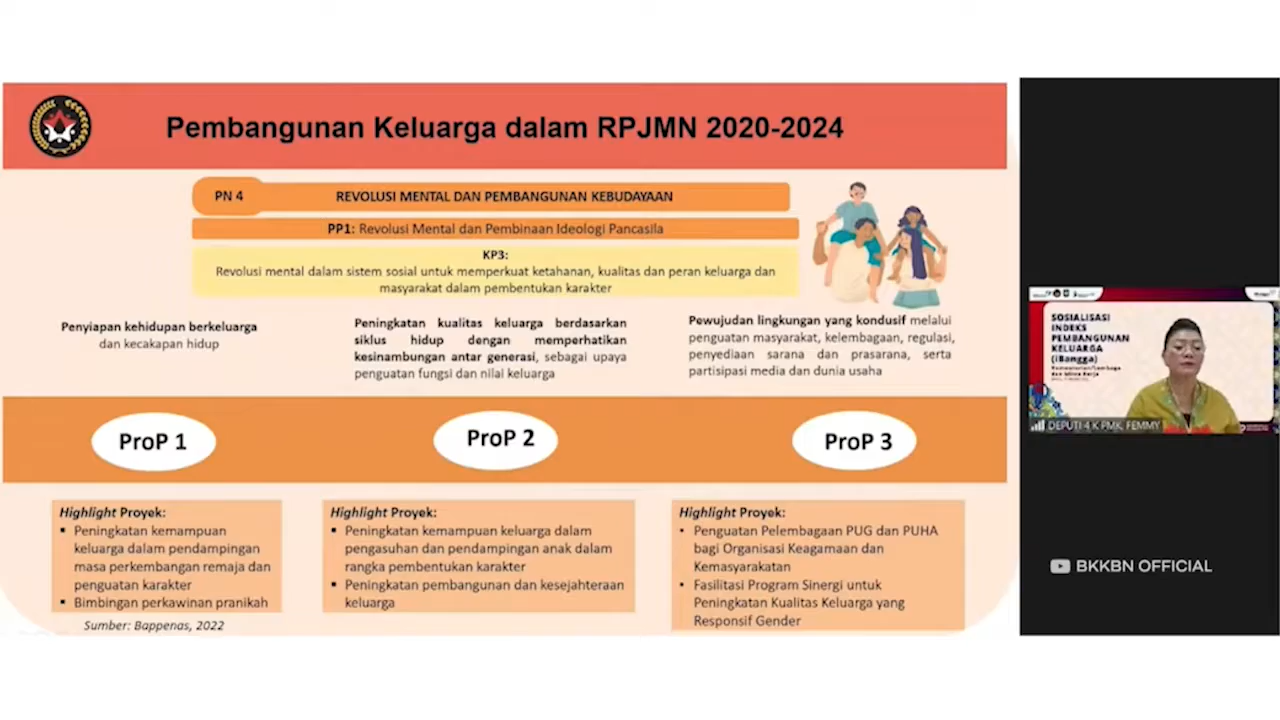 Pembangunan Keluarga dalam RPJMN 2020-2024
PN 4
REVOLUSI MENTAL DAN PEMBANGUNAN KEBUDAYAAN
PP1: Revolusi Mental dan Pembinaan Ideologi Pancasila
KP3:
Revolusi mental dalam sistem sosial untuk memperkuat ketahanan, kualitas dan peran keluarga dan
masyarakat dalam pembentukan karakter
Penyiapan kehidupan berkeluarga
dan kecakapan hidup
Peningkatan kualitas keluarga berdasarkan
siklus hidup dengan memperhatikan
kesinambungan antar generasi, sebagai upaya
penguatan fungsi dan nilai keluarga
Pewujudan lingkungan yang kondusif melalui
penguatan masyarakat, kelembagaan, regulasi,
penyediaan sarana dan prasarana, serta
partisipasi media dan dunia usaha
ProP 1
ProP 2
ProP 3
Highlight Proyek:
▪ Peningkatan kemampuan
keluarga dalam pendampingan
masa perkembangan remaja dan
penguatan karakter
▪ Bimbingan perkawinan pranikah
Highlight Proyek:
▪ Peningkatan kemampuan keluarga dalam
pengasuhan dan pendampingan anak dalam
rangka pembentukan karakter
▪ Peningkatan pembangunan dan kesejahteraan
keluarga
Highlight Proyek:
• Penguatan Pelembagaan PUG dan PUHA
bagi Organisasi Keagamaan dan
Kemasyarakatan
• Fasilitasi Program Sinergi untuk
Peningkatan Kualitas Keluarga yang
Responsif Gender
Sumber: Bappenas, 2022
SOSIALISASI
INDEKS
PEMBANGUNAN
KELUARGA
(iBangga)
Kementerian/Lembaga
dan Mitra Kerja
DEPUTI 4 K PMK, FEMMY
BKKBN OFFICIAL